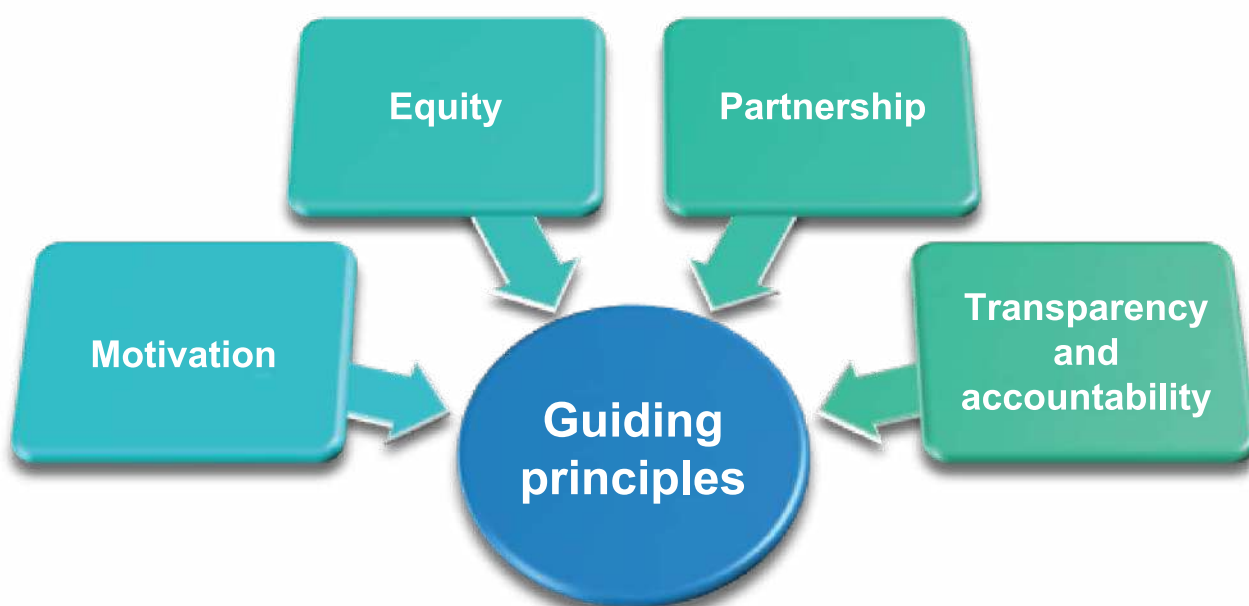 Equity
Partnership
Motivation
Transparency
and
accountability
Guiding
principles